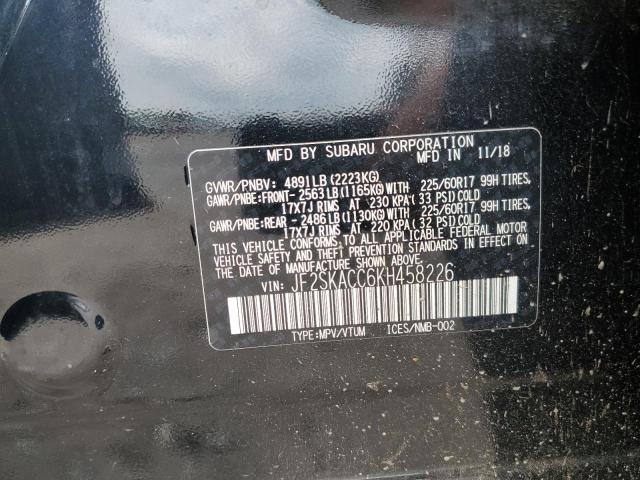 MFD BY SUBARU CORPORATION    MFD. IN    11/18
GVWR/PNBV: 4891LB (2223KG)
GAWR/PNBE:FRONT- 2563LB(1165KG)WITH 225/60R17 99H TIRES,
17X7J RIMS AT 230 KPA( 33 PSI)COLD
GAWR/PNBE:REAR - 2486LB(1130KG)WITH 225/60R17 99H TIRES,
17X7J RIMS AT 220 KPA( 32 PSI)COLD
THIS VEHICLE CONFORMS TO ALL APPLICABLE FEDERAL MOTOR
VEHICLE SAFETY AND THEFT PREVENTION STANDARDS IN EFFECT
ON THE DATE OF MANUFACTURE SHOWN ABOVE.
VIN: JF2SKACC6KH458226
TYPE:MPV/VTUM    ICES/NMB-002